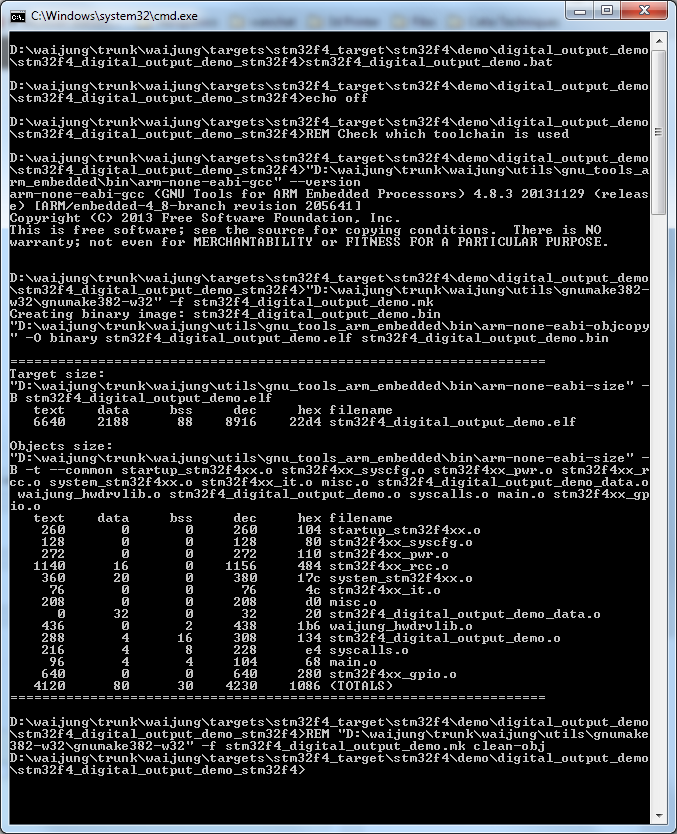 C:\Windows\system32\cmd.exe
D:\waijung\trunk\waijung\targets\stm32f4_target\stm32f4\demo\digital_output_demo
\stm32f4_digital_output_demo_stm32f4>stm32f4_digital_output_demo.bat
D:\waijung\trunk\waijung\targets\stm32f4_target\stm32f4\demo\digital_output_demo
\stm32f4_digital_output_demo_stm32f4>echo off
D:\waijung\trunk\waijung\targets\stm32f4_target\stm32f4\demo\digital_output_demo
\stm32f4_digital_output_demo_stm32f4>REM Check which toolchain is used
D:\waijung\trunk\waijung\targets\stm32f4_target\stm32f4\demo\digital_output_demo
\stm32f4_digital_output_demo_stm32f4>"D:\waijung\trunk\waijung\utils\gnu_tools_a
rm_embedded\bin\arm-none-eabi-gcc" --version
arm-none-eabi-gcc (GNU Tools for ARM Embedded Processors) 4.8.3 20131129 (releas
e) [ARM/embedded-4_8-branch revision 205641]
Copyright (C) 2013 Free Software Foundation, Inc.
This is free software; see the source for copying conditions.  There is NO
warranty; not even for MERCHANTABILITY or FITNESS FOR A PARTICULAR PURPOSE.
D:\waijung\trunk\waijung\targets\stm32f4_target\stm32f4\demo\digital_output_demo
\stm32f4_digital_output_demo_stm32f4>"D:\waijung\trunk\waijung\utils\gnumake382-
w32\gnumake382-w32" -f stm32f4_digital_output_demo.mk
Creating binary image: stm32f4_digital_output_demo.bin
"D:\waijung\trunk\waijung\utils\gnu_tools_arm_embedded\bin\arm-none-eabi-objcopy
" -O binary stm32f4_digital_output_demo.elf stm32f4_digital_output_demo.bin
===================================================================
Target size:
"D:\waijung\trunk\waijung\utils\gnu_tools_arm_embedded\bin\arm-none-eabi-size" -
B stm32f4_digital_output_demo.elf
   text    data     bss     dec     hex filename
   6640    2188      88    8916    22d4 stm32f4_digital_output_demo.elf
Objects size:
"D:\waijung\trunk\waijung\utils\gnu_tools_arm_embedded\bin\arm-none-eabi-size" -
B -t --common startup_stm32f4xx.o stm32f4xx_syscfg.o stm32f4xx_pwr.o stm32f4xx_r
cc.o system_stm32f4xx.o stm32f4xx_it.o misc.o stm32f4_digital_output_demo_data.o
 waijung_hwdrvlib.o stm32f4_digital_output_demo.o syscalls.o main.o stm32f4xx_gp
io.o
   text    data     bss     dec     hex filename
    260       0       0     260     104 startup_stm32f4xx.o
    128       0       0     128      80 stm32f4xx_syscfg.o
    272       0       0     272     110 stm32f4xx_pwr.o
   1140      16       0    1156     484 stm32f4xx_rcc.o
    360      20       0     380     17c system_stm32f4xx.o
     76       0       0      76      4c stm32f4xx_it.o
    208       0       0     208      d0 misc.o
      0      32       0      32      20 stm32f4_digital_output_demo_data.o
    436       0       2     438     1b6 waijung_hwdrvlib.o
    288       4      16     308     134 stm32f4_digital_output_demo.o
    216       4       8     228      e4 syscalls.o
     96       4       4     104      68 main.o
    640       0       0     640     280 stm32f4xx_gpio.o
   4120      80      30    4230    1086 (TOTALS)
===================================================================
D:\waijung\trunk\waijung\targets\stm32f4_target\stm32f4\demo\digital_output_demo
\stm32f4_digital_output_demo_stm32f4>REM "D:\waijung\trunk\waijung\utils\gnumake
382-w32\gnumake382-w32" -f stm32f4_digital_output_demo.mk clean-obj
D:\waijung\trunk\waijung\targets\stm32f4_target\stm32f4\demo\digital_output_demo
\stm32f4_digital_output_demo_stm32f4>